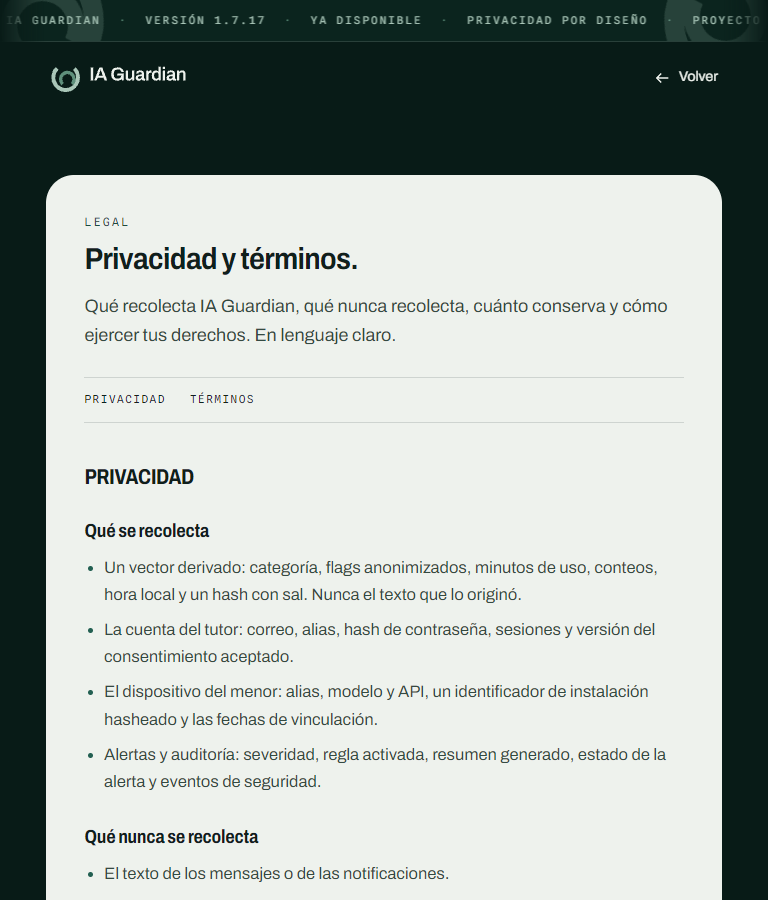 IA GUARDIAN · VERSIÓN 1.7.17 · YA DISPONIBLE · PRIVACIDAD POR DISEÑO · PROYECTO
IA Guardian
← Volver
LEGAL
Privacidad y términos.
Qué recolecta IA Guardian, qué nunca recolecta, cuánto conserva y cómo
ejercer tus derechos. En lenguaje claro.
PRIVACIDAD TÉRMINOS
PRIVACIDAD
Qué se recolecta
• Un vector derivado: categoría, flags anonimizados, minutos de uso, conteos,
hora local y un hash con sal. Nunca el texto que lo originó.
• La cuenta del tutor: correo, alias, hash de contraseña, sesiones y versión del
consentimiento aceptado.
• El dispositivo del menor: alias, modelo y API, un identificador de instalación
hasheado y las fechas de vinculación.
• Alertas y auditoría: severidad, regla activada, resumen generado, estado de la
alerta y eventos de seguridad.
Qué nunca se recolecta
• El texto de los mensajes o de las notificaciones.